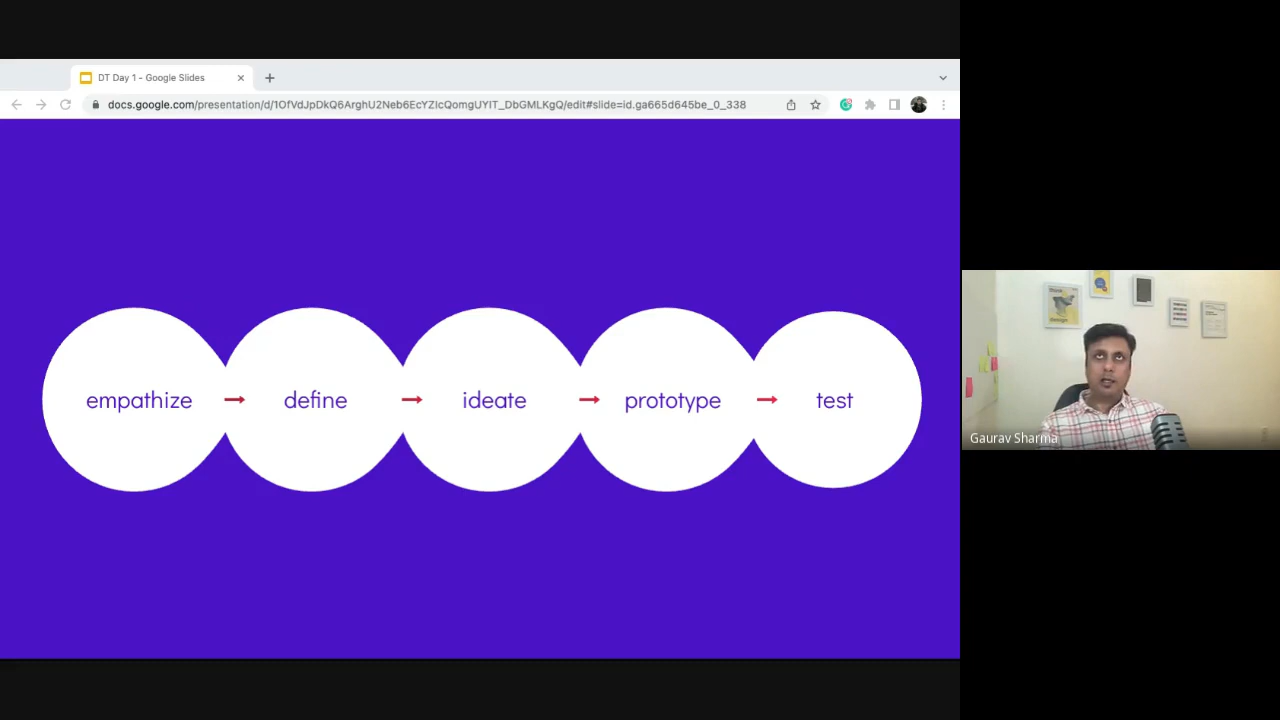 DT Day 1 - Google Slides
docs.google.com/presentation/d/1OfVdJpDkQ6ArghU2Neb6EcYZIcQomgUYIT_DbGMLKgQ/edit#slide=id.ga665d645be_0_338
empathize → define → ideate → prototype → test
Gaurav Sharma